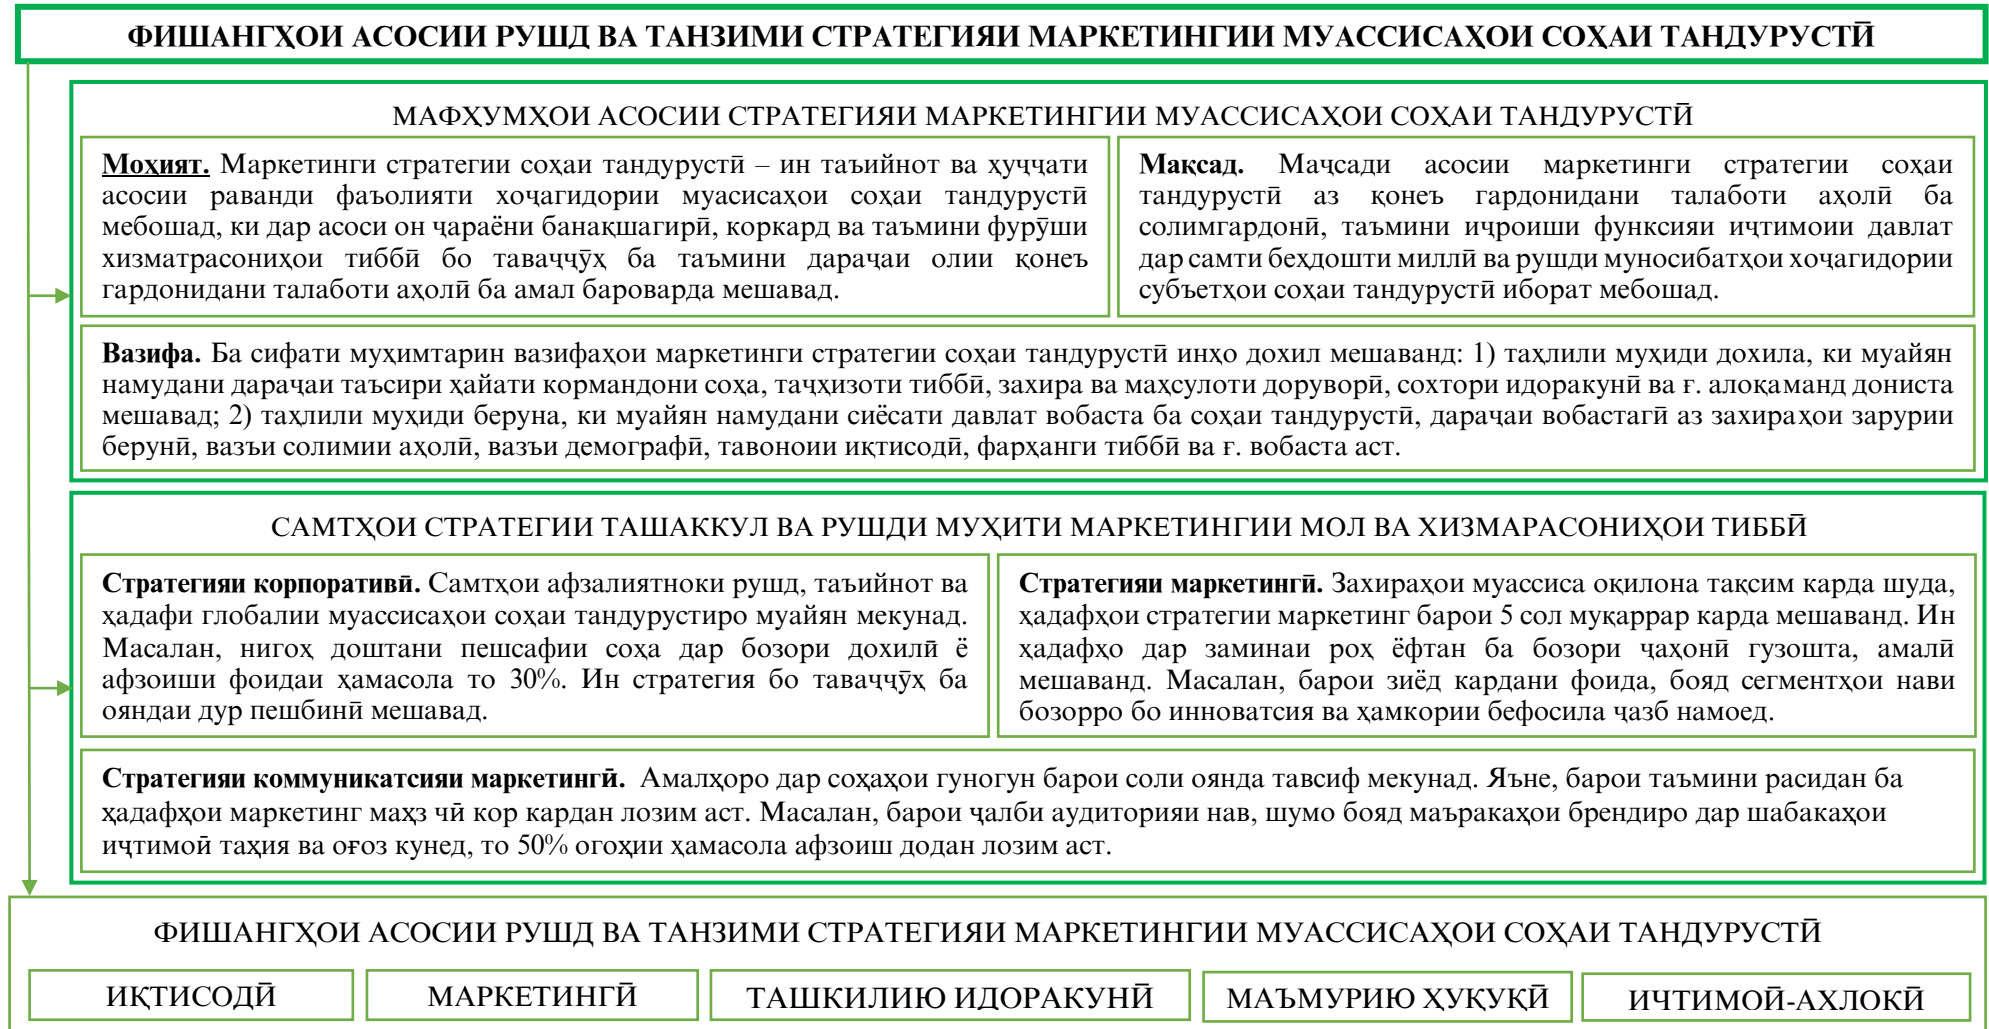 ФИШАНГҲОИ АСОСИИ РУШД ВА ТАНЗИМИ СТРАТЕГИЯИ МАРКЕТИНГИИ МУАССИСАҲОИ СОҲАИ ТАНДУРУСТӢ
МАФҲУМҲОИ АСОСИИ СТРАТЕГИЯИ МАРКЕТИНГИИ МУАССИСАҲОИ СОҲАИ ТАНДУРУСТӢ
Моҳият. Маркетинги стратегии соҳаи тандурустӣ – ин таъйинот ва ҳуҷҷати
асосии раванди фаъолияти хоҷагидории муасисаҳои соҳаи тандурустӣ
мебошад, ки дар асоси он ҷараёни банақшагирӣ, коркард ва таъмини фурӯши
хизматрасониҳои тиббӣ бо таваҷҷӯҳ ба таъмини дараҷаи олии қонеъ
гардонидани талаботи аҳолӣ ба амал бароварда мешавад.
Мақсад. Маҷсади асосии маркетинги стратегии соҳаи
тандурустӣ аз қонеъ гардонидани талаботи аҳолӣ ба
солимгардонӣ, таъмини иҷроиши функсияи иҷтимоии давлат
дар самти беҳдошти миллӣ ва рушди муносибатҳои хоҷагидории
субъетҳои соҳаи тандурустӣ иборат мебошад.
Вазифа. Ба сифати муҳимтарин вазифаҳои маркетинги стратегии соҳаи тандурустӣ инҳо дохил мешаванд: 1) таҳлили муҳиди дохила, ки муайян
намудани дараҷаи таъсири ҳайати кормандони соҳа, таҷҳизоти тиббӣ, захира ва маҳсулоти доруворӣ, сохтори идоракунӣ ва ғ. алоқаманд дониста
мешавад; 2) таҳлили муҳиди беруна, ки муайян намудани сиёсати давлат вобаста ба соҳаи тандурустӣ, дараҷаи вобастагӣ аз захираҳои зарурии
берунӣ, вазъи солимии аҳолӣ, вазъи демографӣ, тавоноии иқтисодӣ, фарҳанги тиббӣ ва ғ. вобаста аст.
САМТҲОИ СТРАТЕГИИ ТАШАККУЛ ВА РУШДИ МУҲИТИ МАРКЕТИНГИИ МОЛ ВА ХИЗМАРАСОНИҲОИ ТИББӢ
Стратегияи корпоративӣ. Самтҳои афзалиятноки рушд, таъйинот ва
ҳадафи глобалии муассисаҳои соҳаи тандурустиро муайян мекунад.
Масалан, нигоҳ доштани пешсафии соҳа дар бозори дохилӣ ё
афзоиши фоидаи ҳамасола то 30%. Ин стратегия бо таваҷҷӯҳ ба
ояндаи дур пешбинӣ мешавад.
Стратегияи маркетингӣ. Захираҳои муассиса оқилона тақсим карда шуда,
ҳадафҳои стратегии маркетинг барои 5 сол муқаррар карда мешаванд. Ин
ҳадафҳо дар заминаи роҳ ёфтан ба бозори ҷаҳонӣ гузошта, амалӣ
мешаванд. Масалан, барои зиёд кардани фоида, бояд сегментҳои нави
бозорро бо инноватсия ва ҳамкории бефосила ҷазб намоед.
Стратегияи коммуникатсияи маркетингӣ. Амалҳоро дар соҳаҳои гуногун барои соли оянда тавсиф мекунад. Яъне, барои таъмини расидан ба
ҳадафҳои маркетинг маҳз чӣ кор кардан лозим аст. Масалан, барои ҷалби аудиторияи нав, шумо бояд маъракаҳои брендиро дар шабакаҳои
иҷтимоӣ таҳия ва оғоз кунед, то 50% огоҳии ҳамасола афзоиш додан лозим аст.
ФИШАНГҲОИ АСОСИИ РУШД ВА ТАНЗИМИ СТРАТЕГИЯИ МАРКЕТИНГИИ МУАССИСАҲОИ СОҲАИ ТАНДУРУСТӢ
ИҚТИСОДӢ
МАРКЕТИНГӢ
ТАШКИЛИЮ ИДОРАКУНӢ
МАЪМУРИЮ ҲУҚУҚӢ
ИҶТИМОӢ-АХЛОКӢ